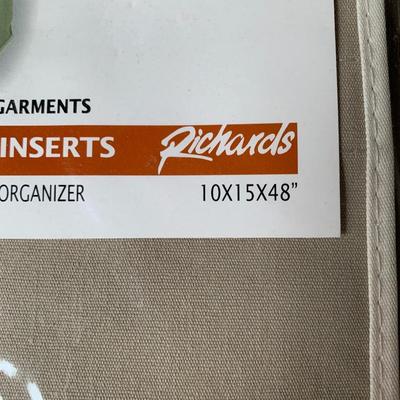 GARMENTS
INSERTS Richards
ORGANIZER 10X15X48"